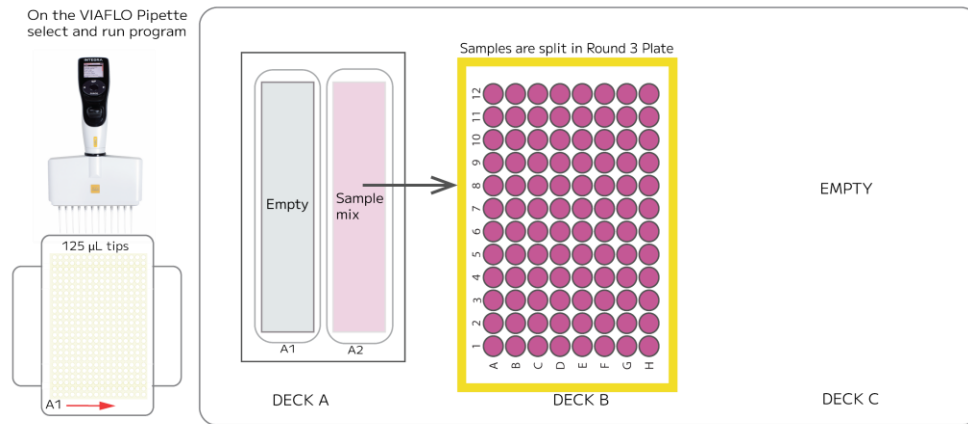 On the VIAFLO Pipette
select and run program
INTEGRA
125 µL tips
A1
Samples are split in Round 3 Plate
Empty
Sample
mix
A1
A2
12
11
10
9
8
7
6
5
4
3
2
1
A B C D E F G H
EMPTY
DECK A
DECK B
DECK C